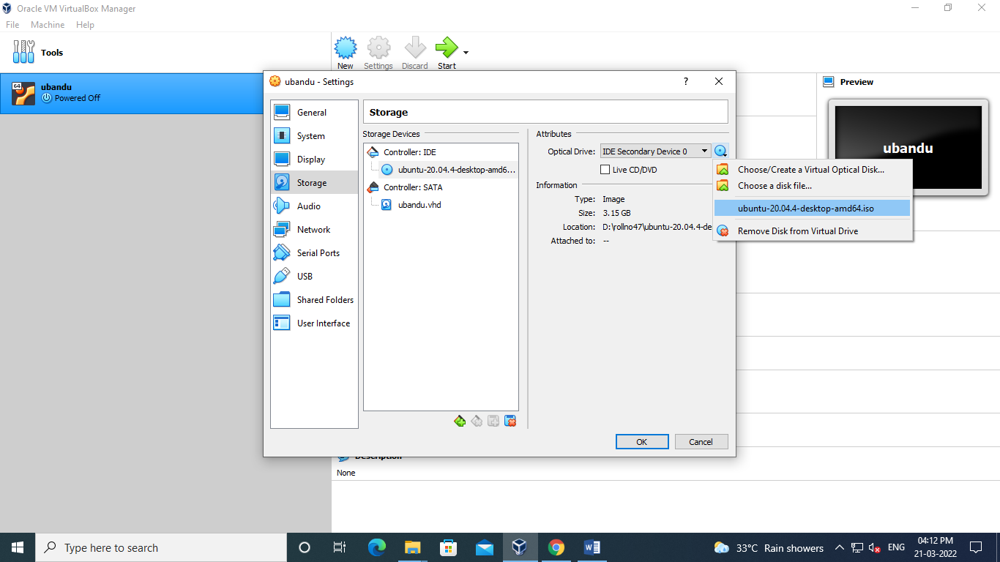 Oracle VM VirtualBox Manager
File Machine Help
Tools
New Settings Discard Start
64
ubandu
Powered Off
ubandu - Settings
?
General
System
Display
Storage
Audio
Network
Serial Ports
USB
Shared Folders
User Interface
Storage
Storage Devices
Controller: IDE
ubuntu-20.04.4-desktop-amd6...
Controller: SATA
ubandu.vhd
Attributes
Optical Drive: IDE Secondary Device 0
Live CD/DVD
Information
Type: Image
Size: 3.15 GB
Location: D:\rollno47\ubuntu-20.04.4-de
Attached to: --
Choose/Create a Virtual Optical Disk...
Choose a disk file...
ubuntu-20.04.4-desktop-amd64.iso
Remove Disk from Virtual Drive
OK Cancel
Preview
ubandu
Description
None
Type here to search
33°C Rain showers
ENG
04:12 PM
21-03-2022